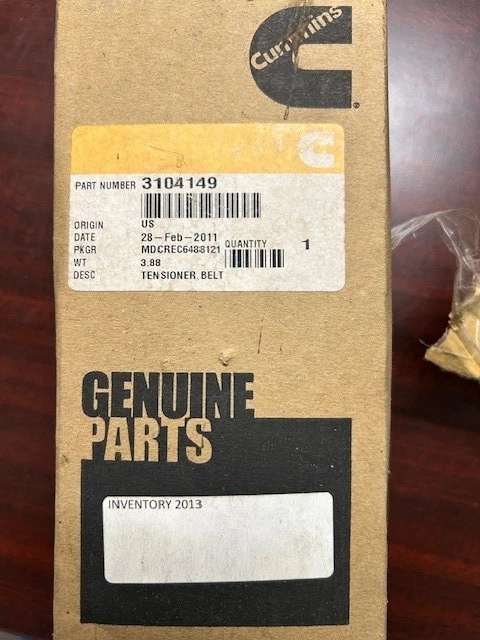 Cummins
PART NUMBER 3104149
ORIGIN US
DATE 28-Feb-2011
PKGR MDCREC6488121 QUANTITY 1
WT 3.88
DESC TENSIONER, BELT
GENUINE
PARTS
INVENTORY 2013